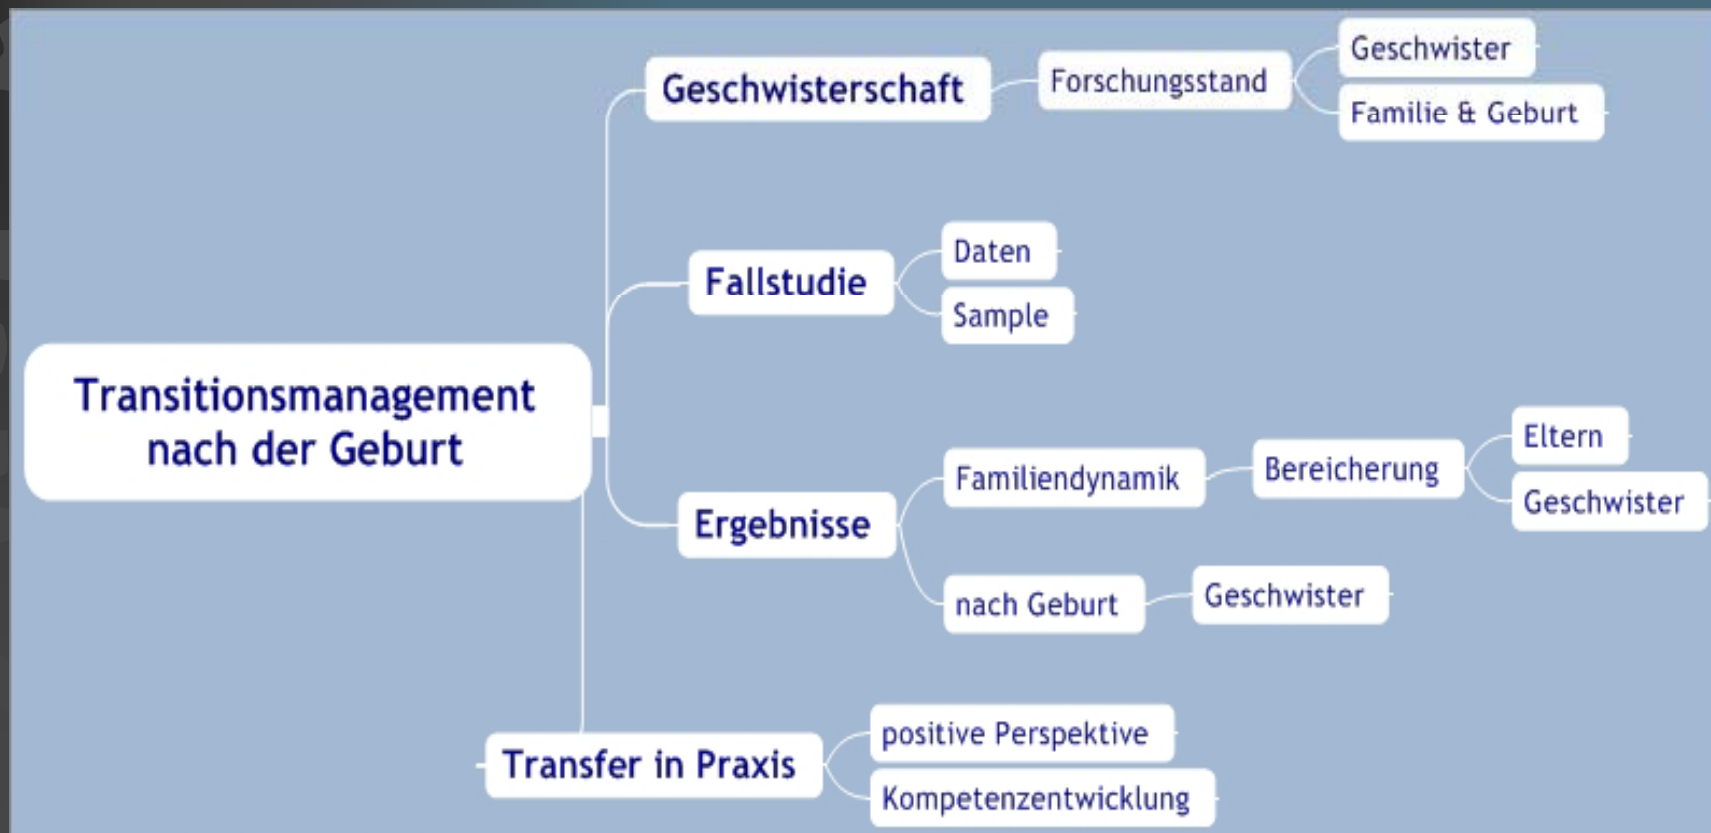 Geschwisterschaft
Forschungsstand
Geschwister
Familie & Geburt
Fallstudie
Daten
Sample
Transitionsmanagement
nach der Geburt
Ergebnisse
Familiendynamik
Bereicherung
Eltern
Geschwister
nach Geburt
Geschwister
Transfer in Praxis
positive Perspektive
Kompetenzentwicklung